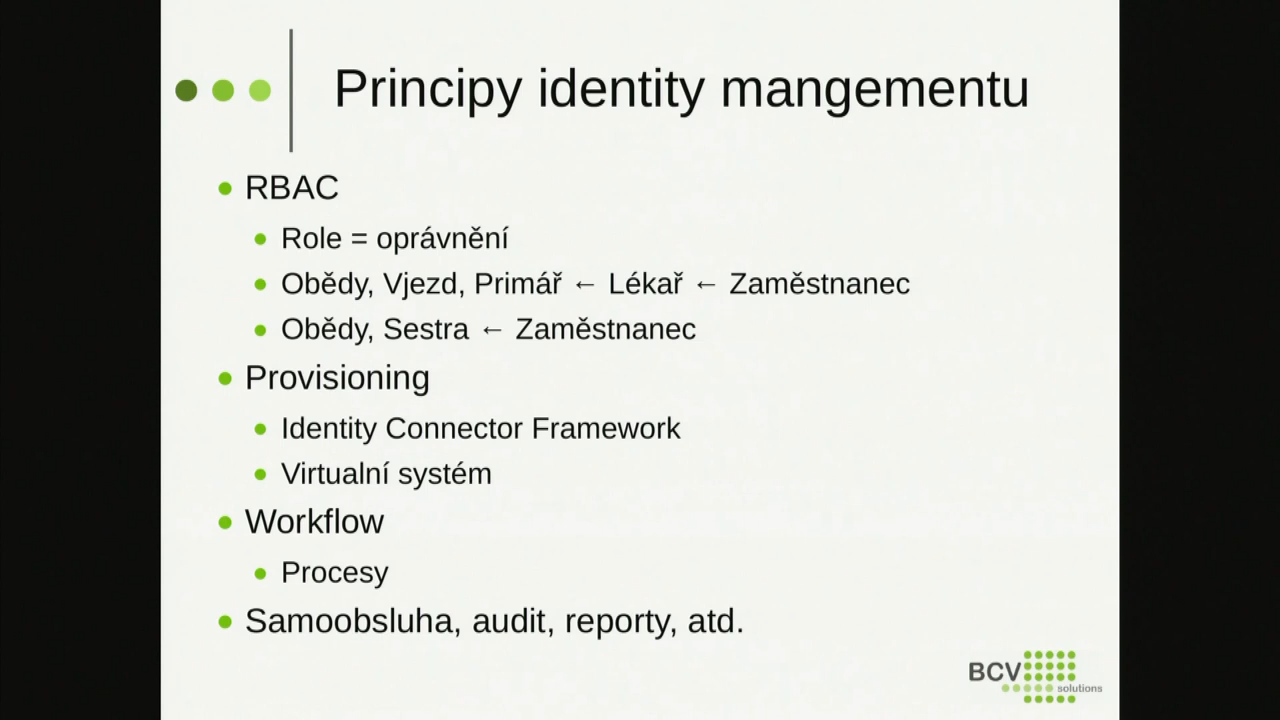 Principy identity mangementu
RBAC
Role = oprávnění
Obědy, Vjezd, Primář ← Lékař ← Zaměstnanec
Obědy, Sestra ← Zaměstnanec
Provisioning
Identity Connector Framework
Virtualní systém
Workflow
Procesy
Samoobsluha, audit, reporty, atd.
BCV
solutions